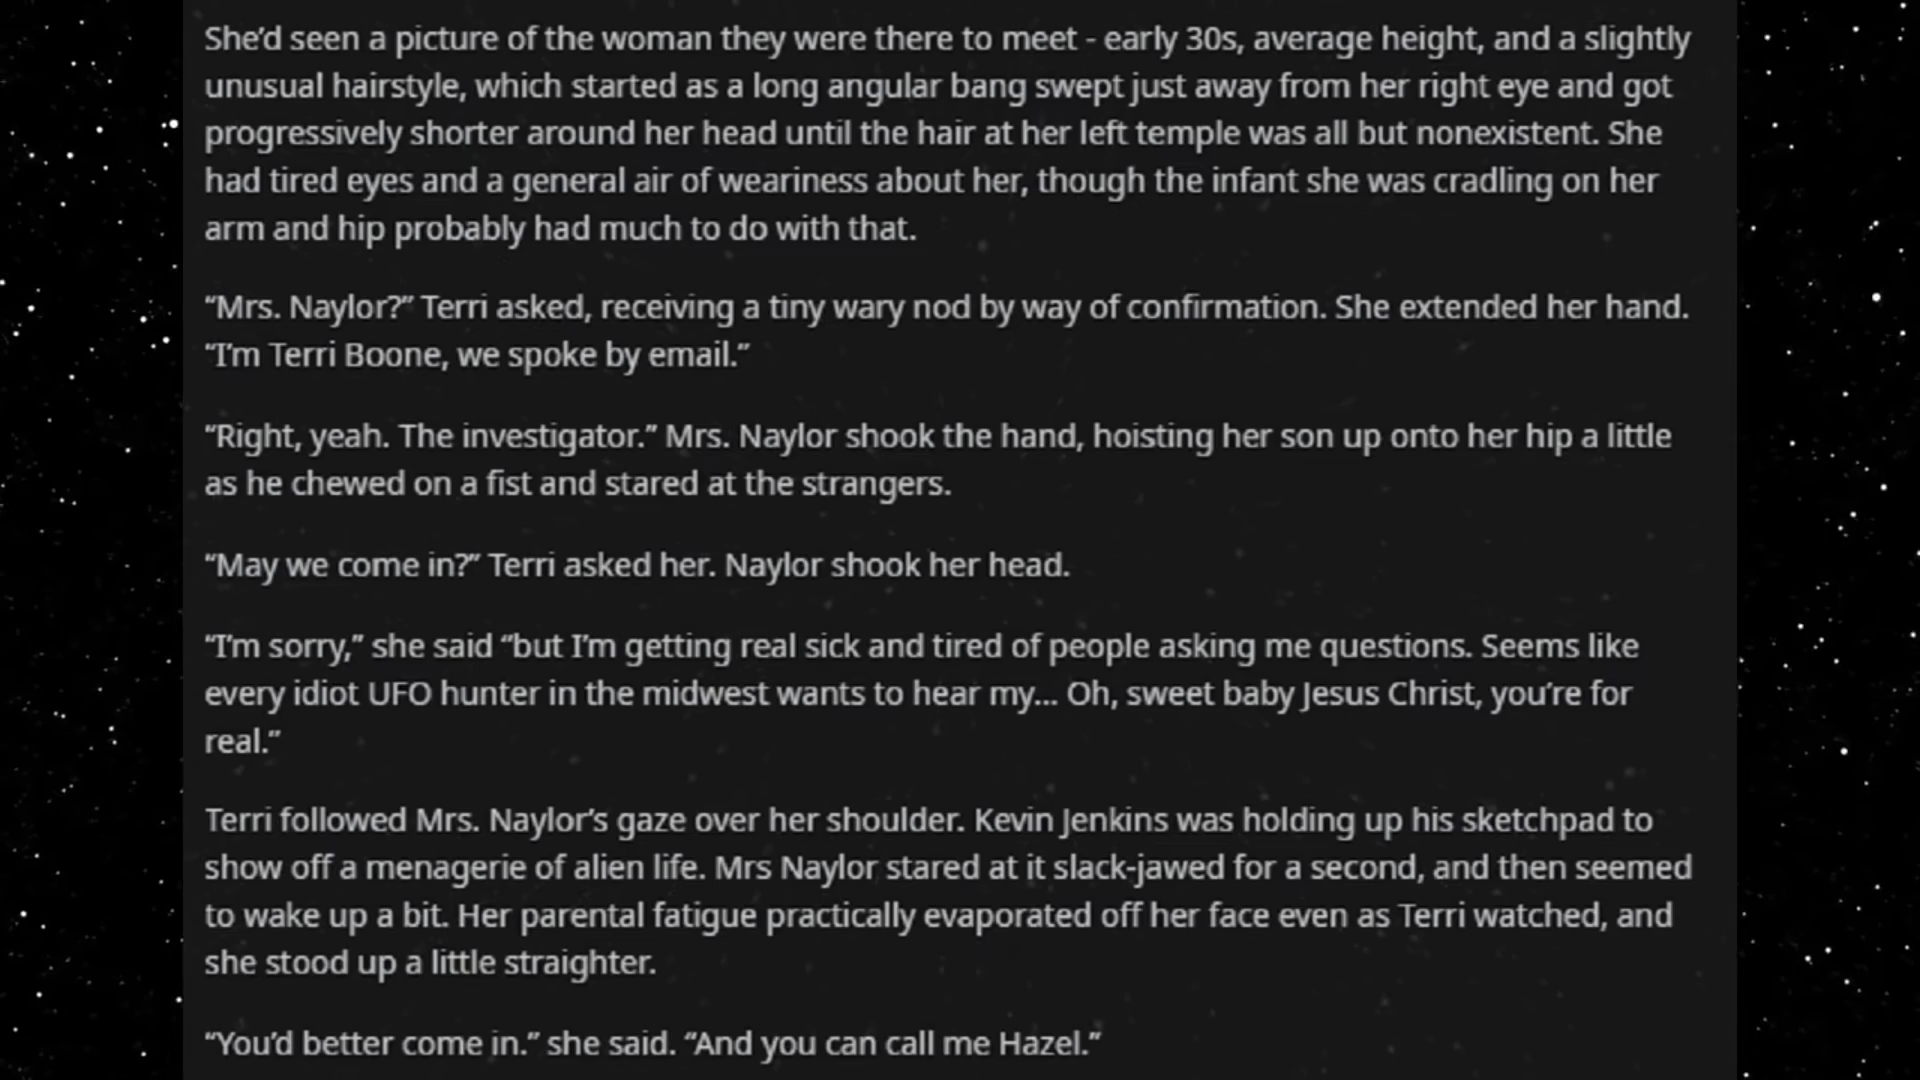 She’d seen a picture of the woman they were there to meet - early 30s, average height, and a slightly
unusual hairstyle, which started as a long angular bang swept just away from her right eye and got
progressively shorter around her head until the hair at her left temple was all but nonexistent. She
had tired eyes and a general air of weariness about her, though the infant she was cradling on her
arm and hip probably had much to do with that.
“Mrs. Naylor?” Terri asked, receiving a tiny wary nod by way of confirmation. She extended her hand.
“I’m Terri Boone, we spoke by email.”
“Right, yeah. The investigator.” Mrs. Naylor shook the hand, hoisting her son up onto her hip a little
as he chewed on a fist and stared at the strangers.
“May we come in?” Terri asked her. Naylor shook her head.
“I’m sorry,” she said “but I’m getting real sick and tired of people asking me questions. Seems like
every idiot UFO hunter in the midwest wants to hear my... Oh, sweet baby Jesus Christ, you’re for
real.”
Terri followed Mrs. Naylor’s gaze over her shoulder. Kevin Jenkins was holding up his sketchpad to
show off a menagerie of alien life. Mrs Naylor stared at it slack-jawed for a second, and then seemed
to wake up a bit. Her parental fatigue practically evaporated off her face even as Terri watched, and
she stood up a little straighter.
“You’d better come in.” she said. “And you can call me Hazel.”